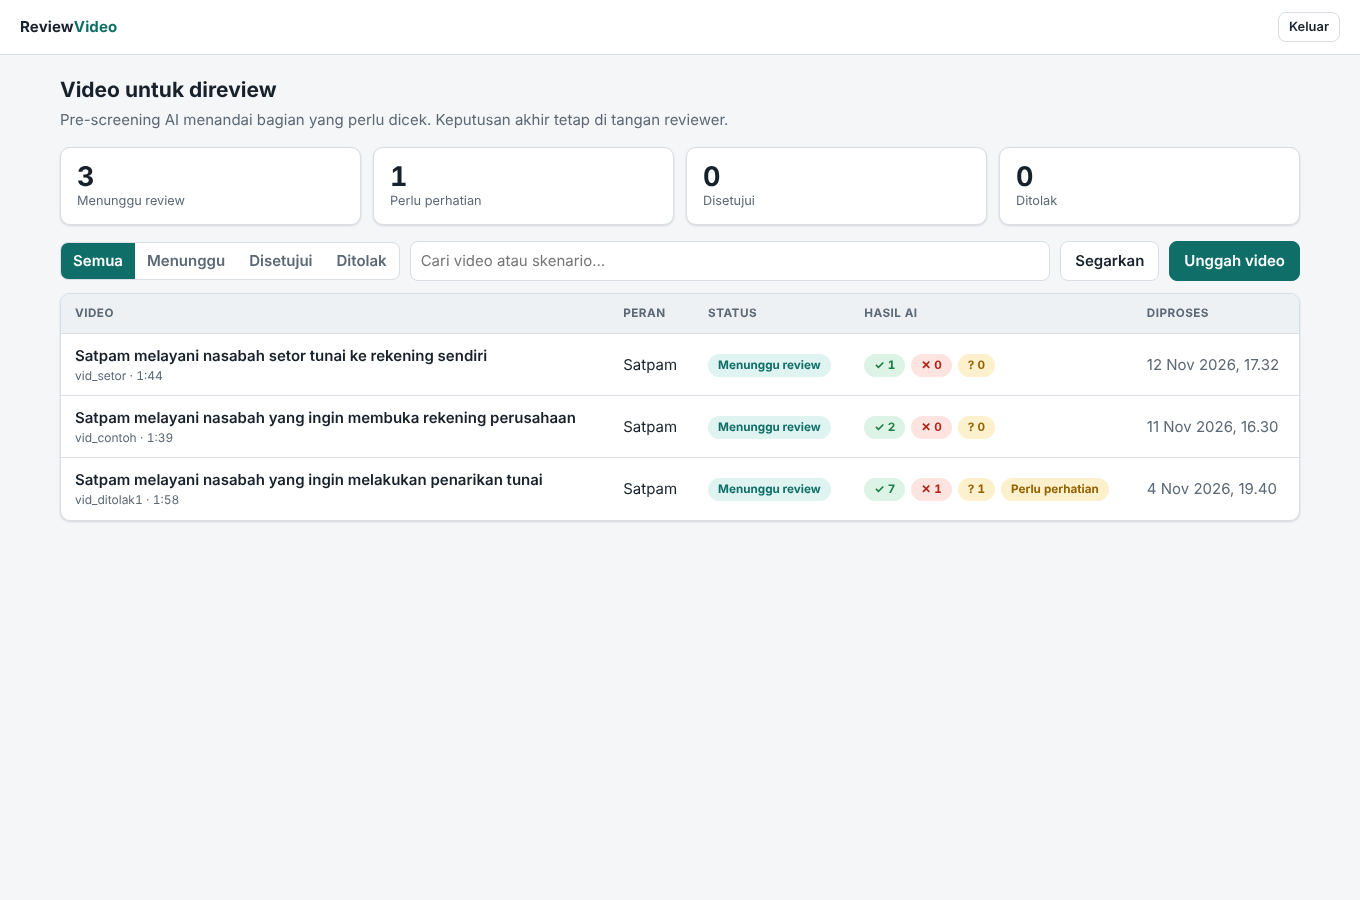 ReviewVideo
Keluar
Video untuk direview
Pre-screening AI menandai bagian yang perlu dicek. Keputusan akhir tetap di tangan reviewer.
3
Menunggu review
1
Perlu perhatian
0
Disetujui
0
Ditolak
Semua Menunggu Disetujui Ditolak Cari video atau skenario... Segarkan Unggah video
VIDEO PERAN STATUS HASIL AI DIPROSES
Satpam melayani nasabah setor tunai ke rekening sendiri
vid_setor · 1:44
Satpam Menunggu review ✓ 1 ✕ 0 ? 0 12 Nov 2026, 17.32
Satpam melayani nasabah yang ingin membuka rekening perusahaan
vid_contoh · 1:39
Satpam Menunggu review ✓ 2 ✕ 0 ? 0 11 Nov 2026, 16.30
Satpam melayani nasabah yang ingin melakukan penarikan tunai
vid_ditolak1 · 1:58
Satpam Menunggu review ✓ 7 ✕ 1 ? 1 Perlu perhatian 4 Nov 2026, 19.40